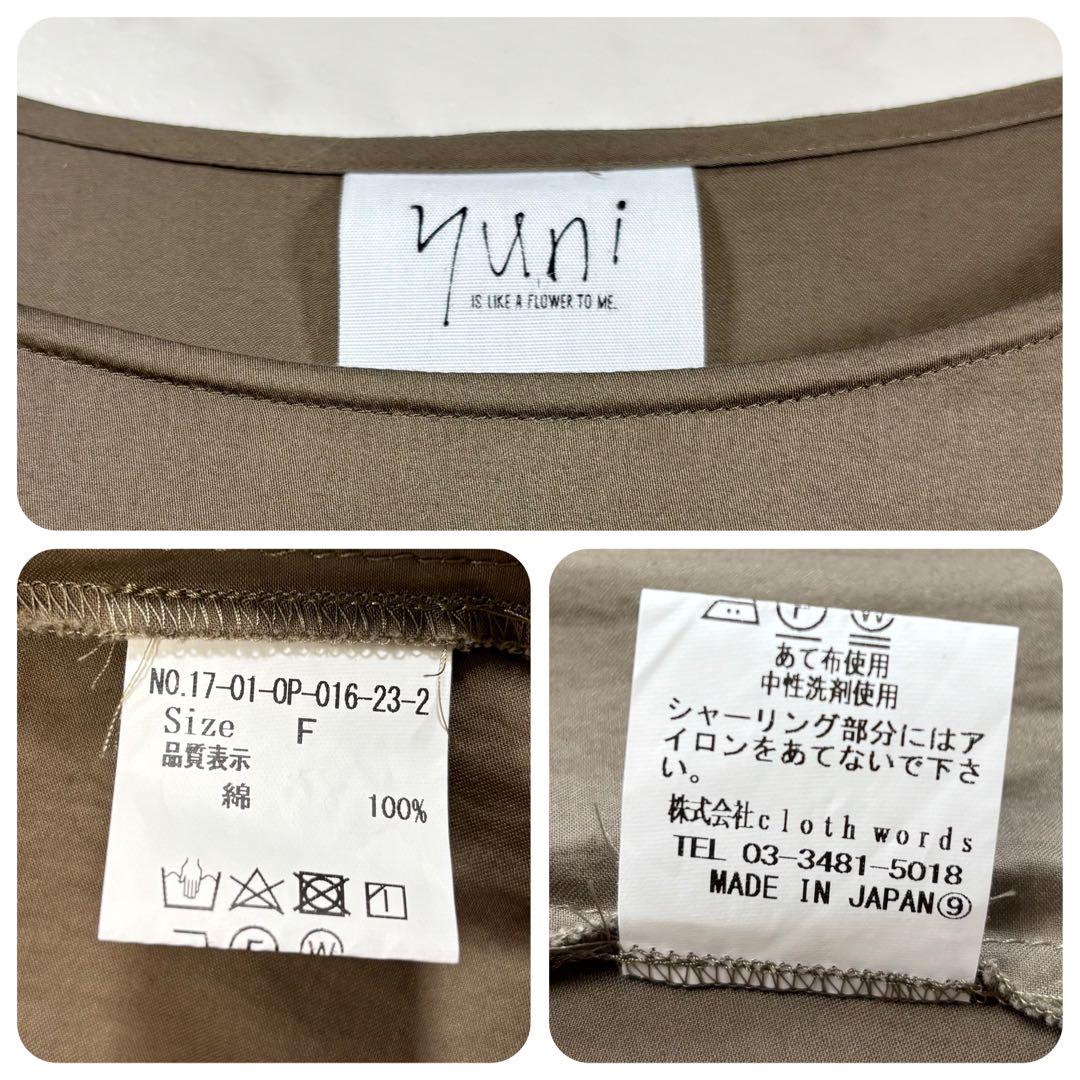 yuni
IS LIKE A FLOWER TO ME.
NO.17-01-OP-016-23-2
Size F
品質表示
綿 100%
F W
F W
あて布使用
中性洗剤使用
シャーリング部分にはア
イロンをあてないで下さ
い。
株式会社cloth words
TEL 03-3481-5018
MADE IN JAPAN⑨